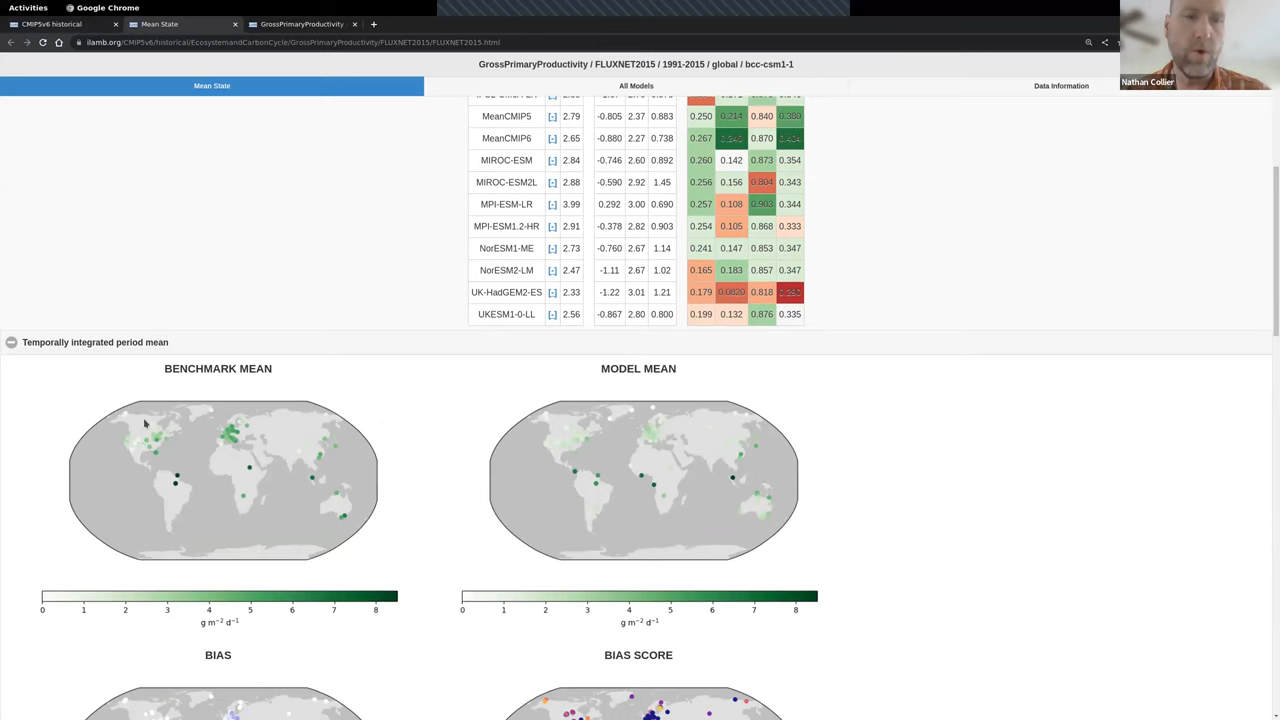 Activities Google Chrome
CMIP5v6 historical × Mean State × GrossPrimaryProductivity × +
ilamb.org/CMIP5v6/historical/EcosystemandCarbonCycle/GrossPrimaryProductivity/FLUXNET2015/FLUXNET2015.html
Nathan Collier
GrossPrimaryProductivity / FLUXNET2015 / 1991-2015 / global / bcc-csm1-1
Mean State All Models Data Information
MeanCMIP5 [-] 2.79 -0.805 2.37 0.883 0.250 0.214 0.840 0.380
MeanCMIP6 [-] 2.65 -0.880 2.27 0.738 0.267 0.240 0.870 0.404
MIROC-ESM [-] 2.84 -0.746 2.60 0.892 0.260 0.142 0.873 0.354
MIROC-ESM2L [-] 2.88 -0.590 2.92 1.45 0.256 0.156 0.804 0.343
MPI-ESM-LR [-] 3.99 0.292 3.00 0.690 0.257 0.108 0.903 0.344
MPI-ESM1.2-HR [-] 2.91 -0.378 2.82 0.903 0.254 0.105 0.868 0.333
NorESM1-ME [-] 2.73 -0.760 2.67 1.14 0.241 0.147 0.853 0.347
NorESM2-LM [-] 2.47 -1.11 2.67 1.02 0.165 0.183 0.857 0.347
UK-HadGEM2-ES [-] 2.33 -1.22 3.01 1.21 0.179 0.0820 0.818
UKESM1-0-LL [-] 2.56 -0.867 2.80 0.800 0.199 0.132 0.876 0.335
Temporally integrated period mean
BENCHMARK MEAN MODEL MEAN
0 1 2 3 4 5 6 7 8 0 1 2 3 4 5 6 7 8
g m⁻² d⁻¹ g m⁻² d⁻¹
BIAS BIAS SCORE